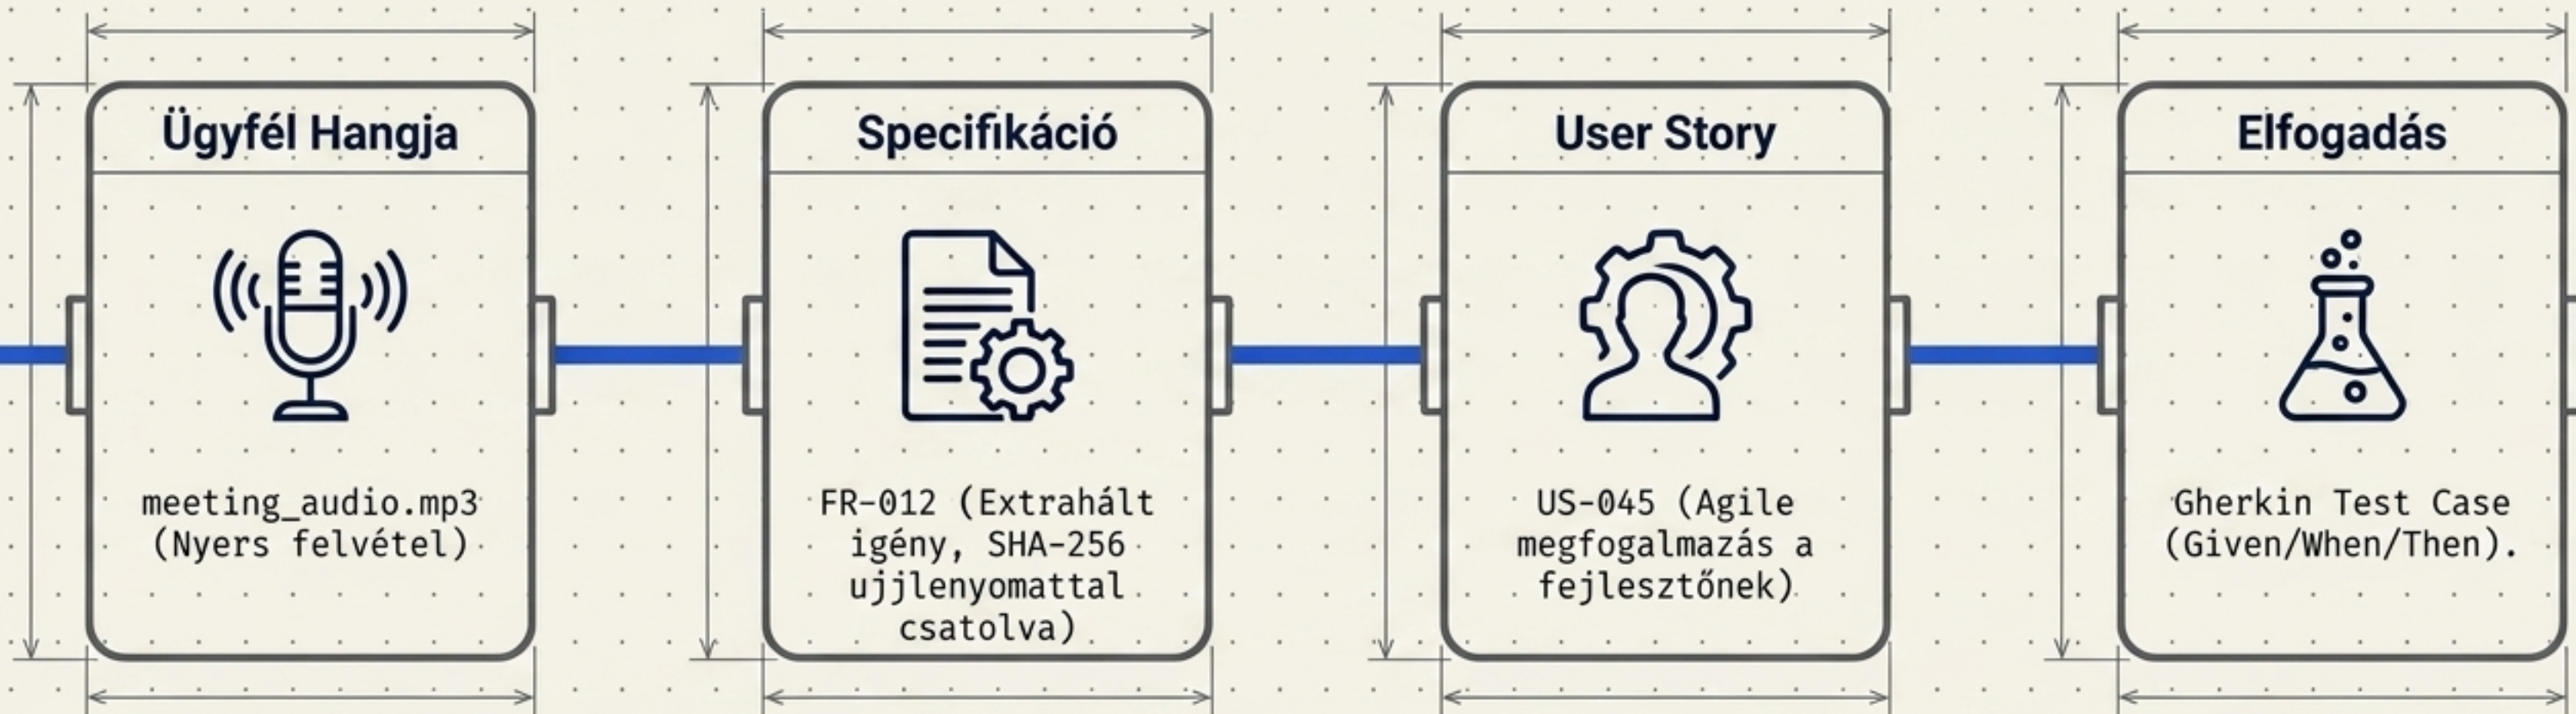 Ügyfél Hangja
meeting_audio.mp3
(Nyers felvétel)
Specifikáció
FR-012 (Extrahált
igény, SHA-256
ujjlenyomattal
csatolva)
User Story
US-045 (Agile
megfogalmazás a
fejlesztőnek)
Elfogadás
Gherkin Test Case
(Given/When/Then).